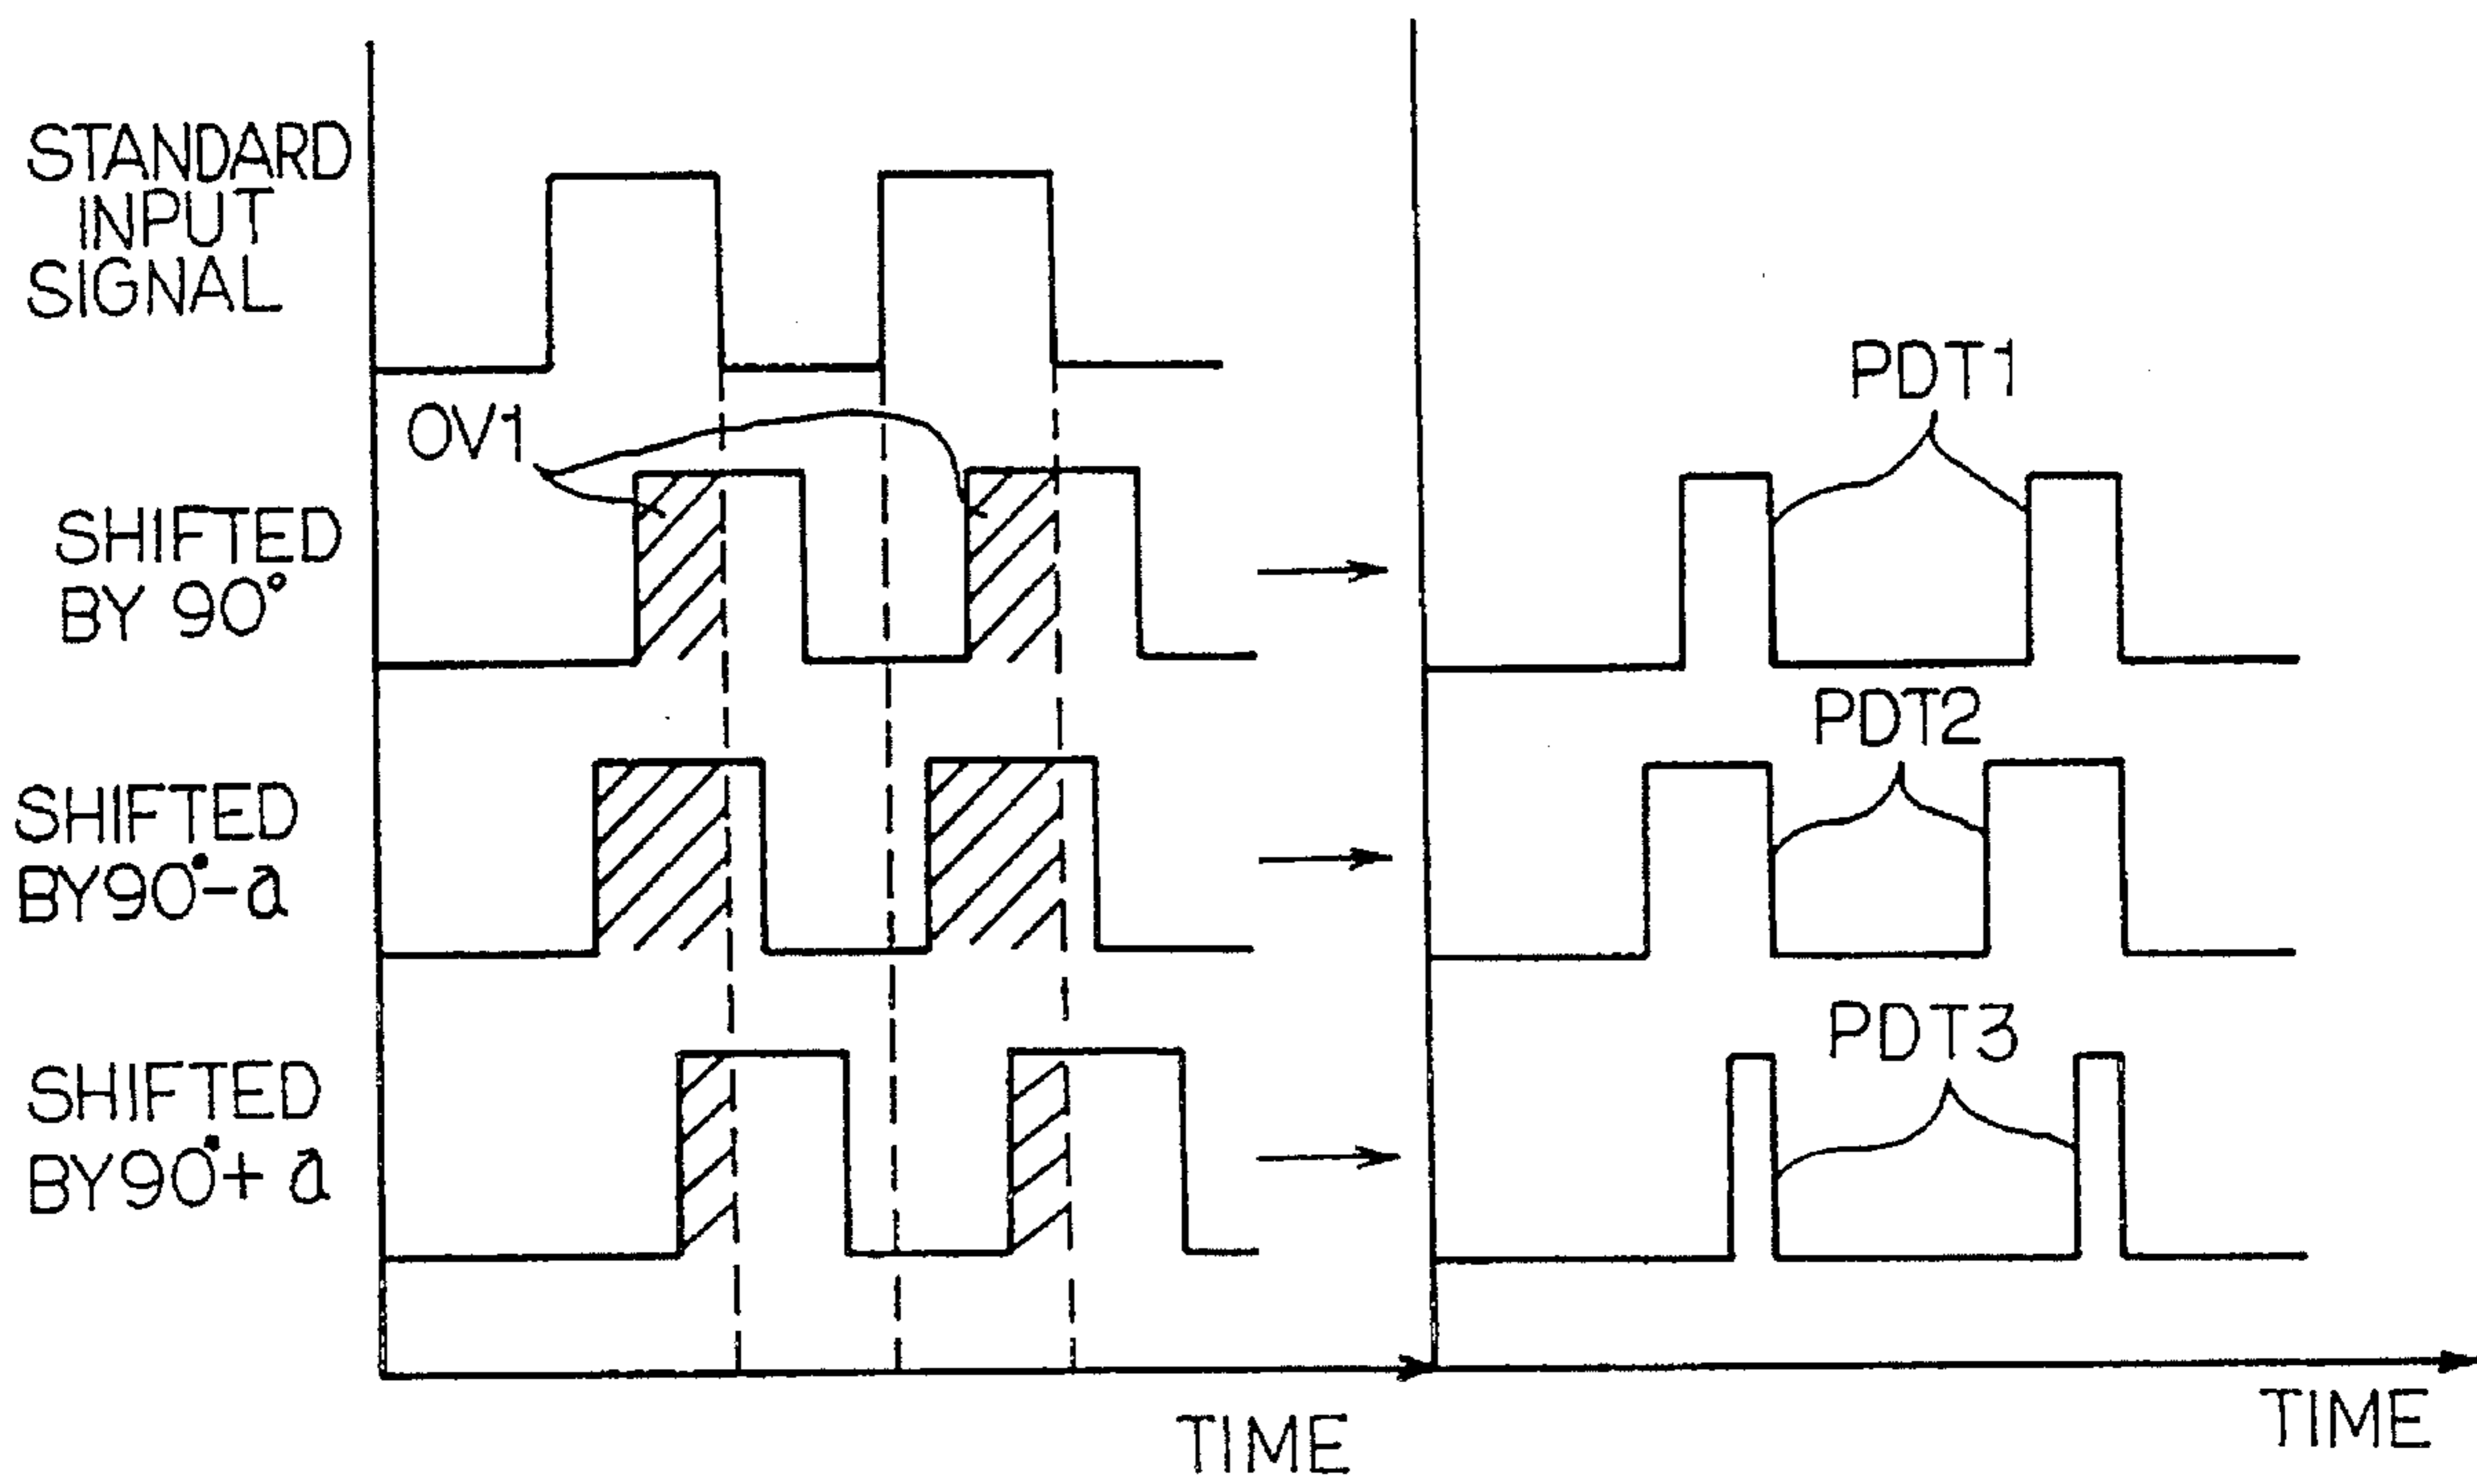 STANDARD
INPUT
SIGNAL
OV1
PDT1
SHIFTED
BY 90°
PDT2
SHIFTED
BY90°-a
PDT3
SHIFTED
BY90°+a
TIME
TIME